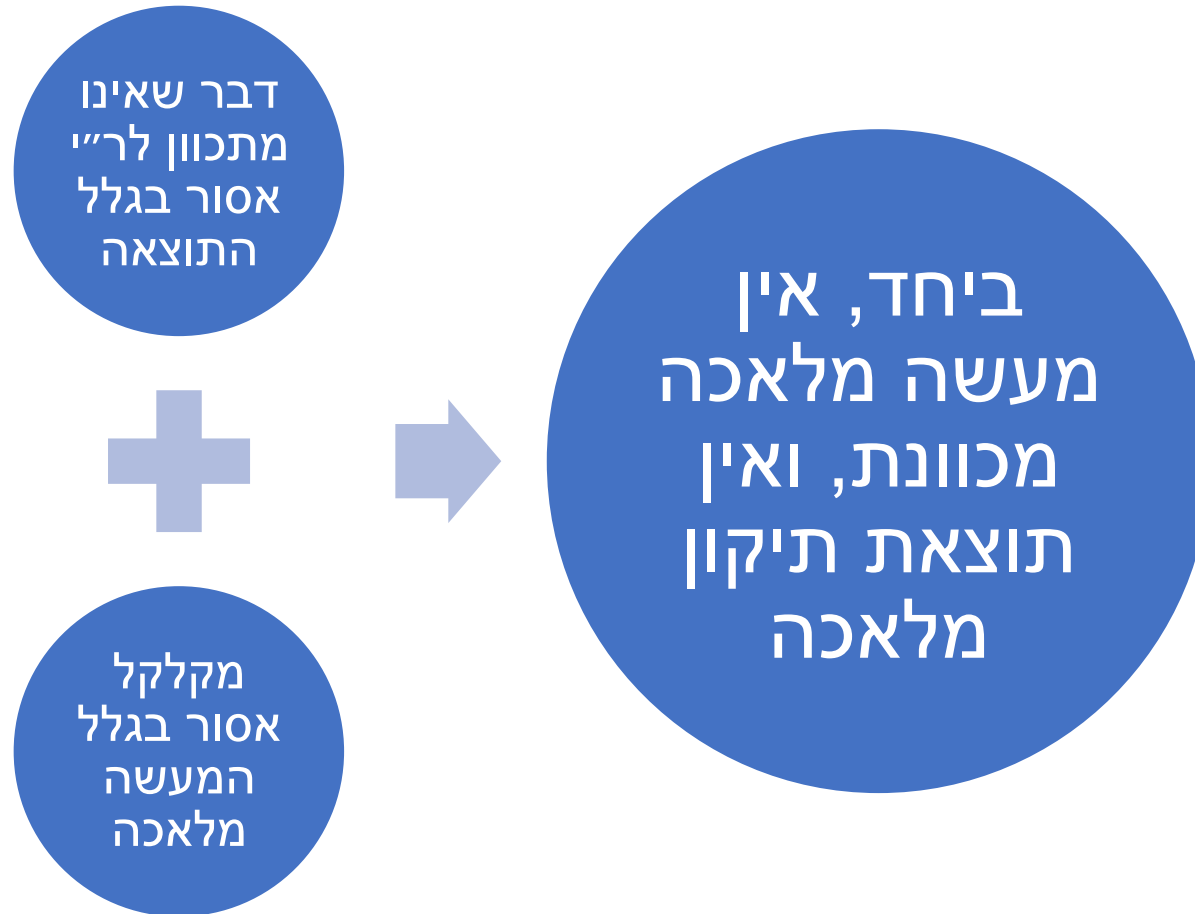 דבר שאינו
מתכוון לר״י
אסור בגלל
התוצאה
מקלקל
אסור בגלל
המעשה
מלאכה
ביחד, אין
מעשה מלאכה
מכוונת, ואין
תוצאת תיקון
מלאכה